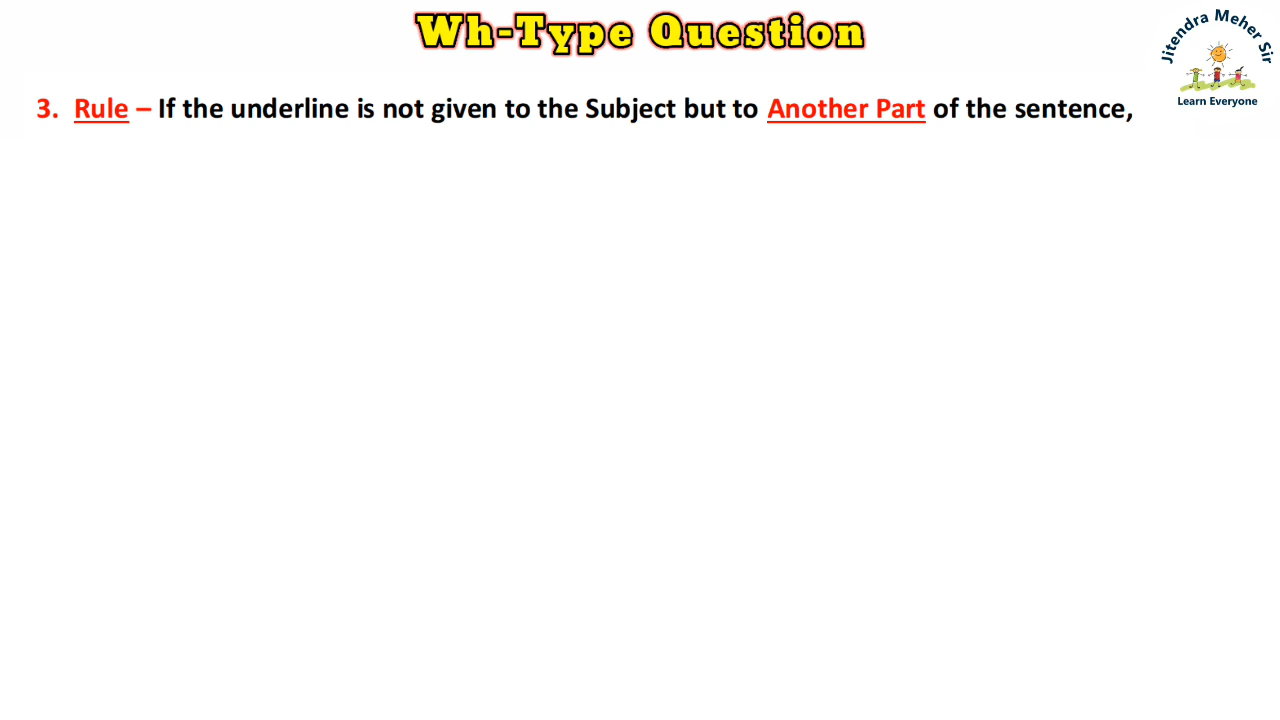 Wh-Type Question
Jitendra Meher Sir
Learn Everyone
3. Rule – If the underline is not given to the Subject but to Another Part of the sentence,